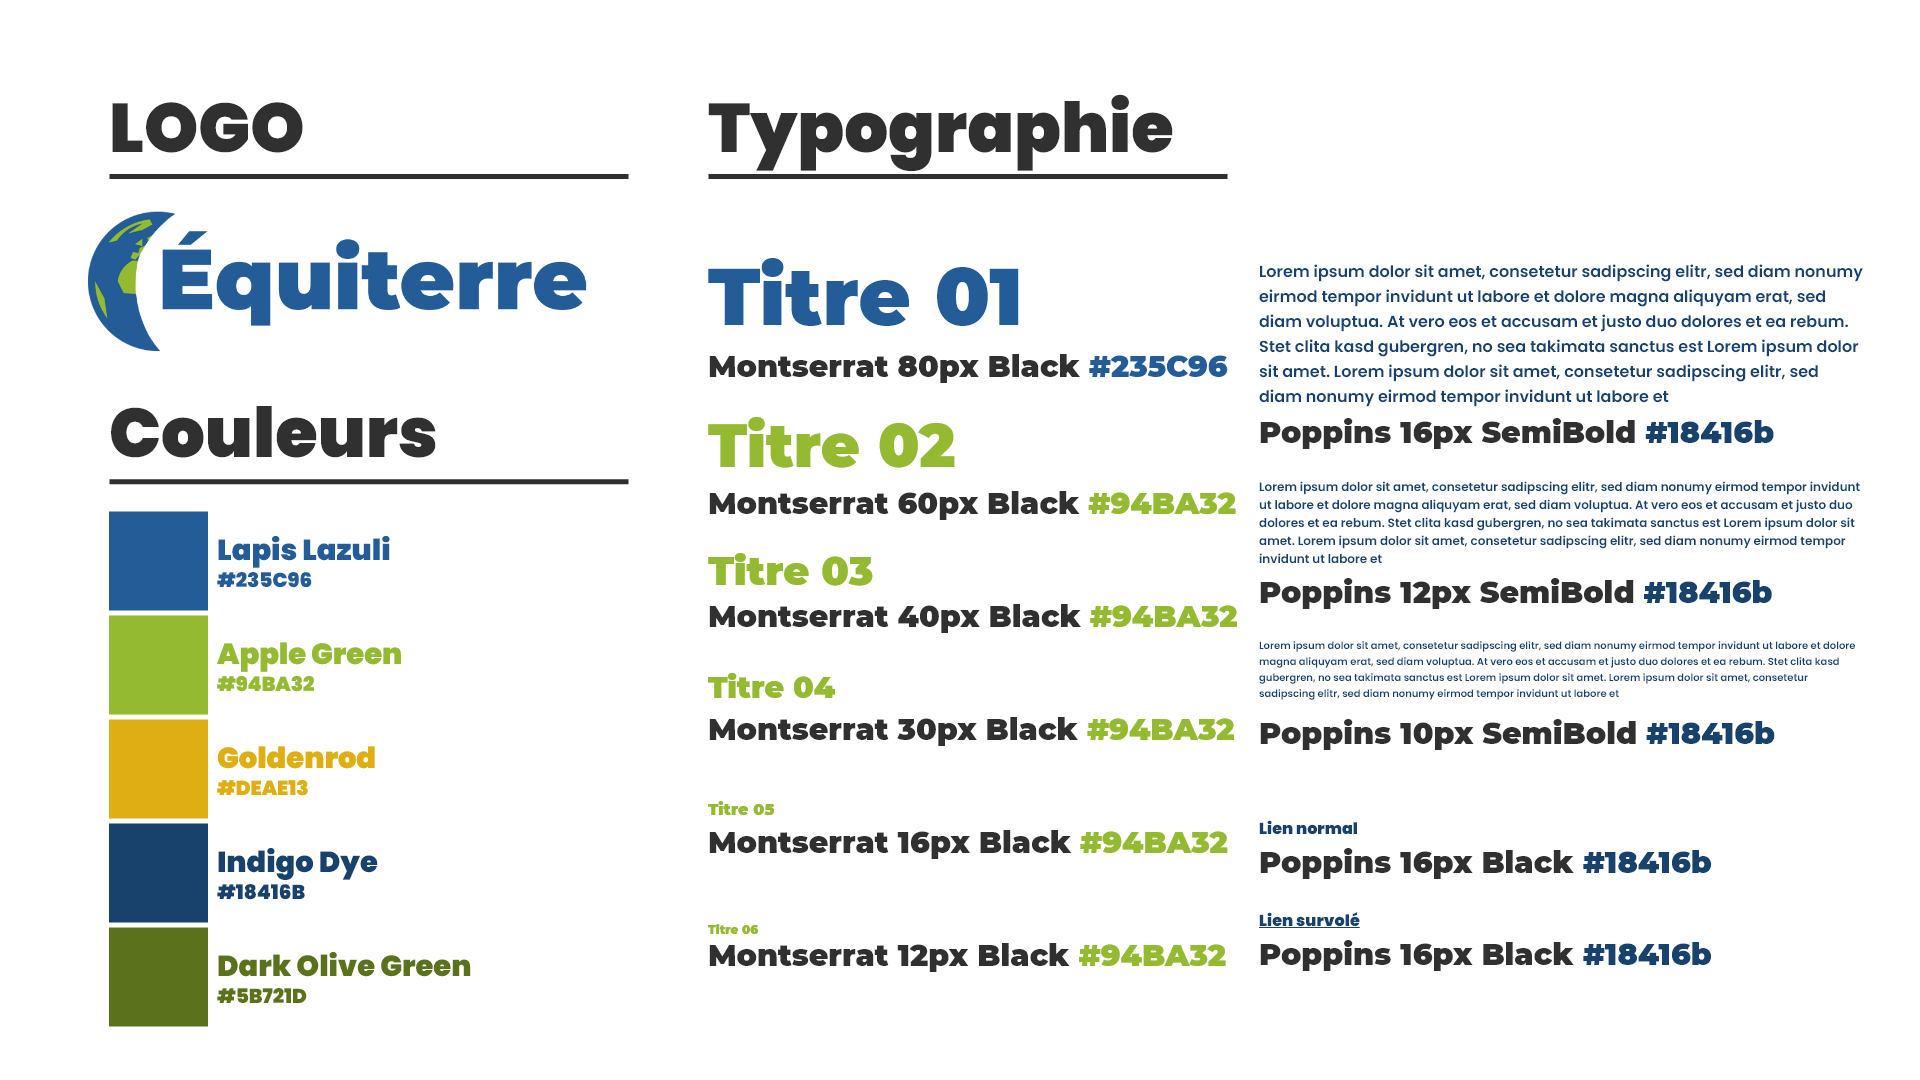 LOGO
Équiterre
Couleurs
Lapis Lazuli
#235C96
Apple Green
#94BA32
Goldenrod
#DEAE13
Indigo Dye
#18416B
Dark Olive Green
#5B721D
Typographie
Titre 01
Montserrat 80px Black #235C96
Titre 02
Montserrat 60px Black #94BA32
Titre 03
Montserrat 40px Black #94BA32
Titre 04
Montserrat 30px Black #94BA32
Titre 05
Montserrat 16px Black #94BA32
Titre 06
Montserrat 12px Black #94BA32
Lorem ipsum dolor sit amet, consetetur sadipscing elitr, sed diam nonumy
eirmod tempor invidunt ut labore et dolore magna aliquyam erat, sed
diam voluptua. At vero eos et accusam et justo duo dolores et ea rebum.
Stet clita kasd gubergren, no sea takimata sanctus est Lorem ipsum dolor
sit amet. Lorem ipsum dolor sit amet, consetetur sadipscing elitr, sed
diam nonumy eirmod tempor invidunt ut labore et
Poppins 16px SemiBold #18416b
Lorem ipsum dolor sit amet, consetetur sadipscing elitr, sed diam nonumy eirmod tempor invidunt
ut labore et dolore magna aliquyam erat, sed diam voluptua. At vero eos et accusam et justo duo
dolores et ea rebum. Stet clita kasd gubergren, no sea takimata sanctus est Lorem ipsum dolor sit
amet. Lorem ipsum dolor sit amet, consetetur sadipscing elitr, sed diam nonumy eirmod tempor
invidunt ut labore et
Poppins 12px SemiBold #18416b
Lorem ipsum dolor sit amet, consetetur sadipscing elitr, sed diam nonumy eirmod tempor invidunt ut labore et dolore
magna aliquyam erat, sed diam voluptua. At vero eos et accusam et justo duo dolores et ea rebum. Stet clita kasd
gubergren, no sea takimata sanctus est Lorem ipsum dolor sit amet. Lorem ipsum dolor sit amet, consetetur
sadipscing elitr, sed diam nonumy eirmod tempor invidunt ut labore et
Poppins 10px SemiBold #18416b
Lien normal
Poppins 16px Black #18416b
Lien survolé
Poppins 16px Black #18416b